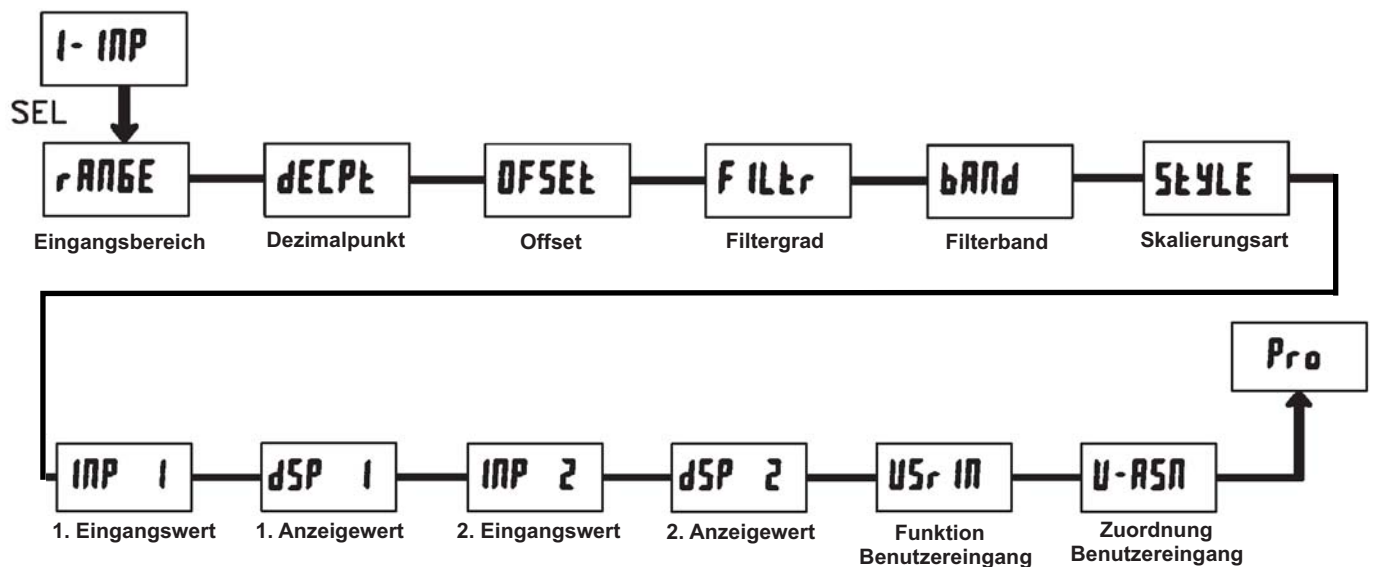 1-INP
SEL
rANGE
dECPt
OFSEt
FILtr
bANd
StYLE
Eingangsbereich
Dezimalpunkt
Offset
Filtergrad
Filterband
Skalierungsart
Pro
INP 1
dSP 1
INP 2
dSP 2
USr IN
U-ASN
1. Eingangswert
1. Anzeigewert
2. Eingangswert
2. Anzeigewert
Funktion
Benutzereingang
Zuordnung
Benutzereingang